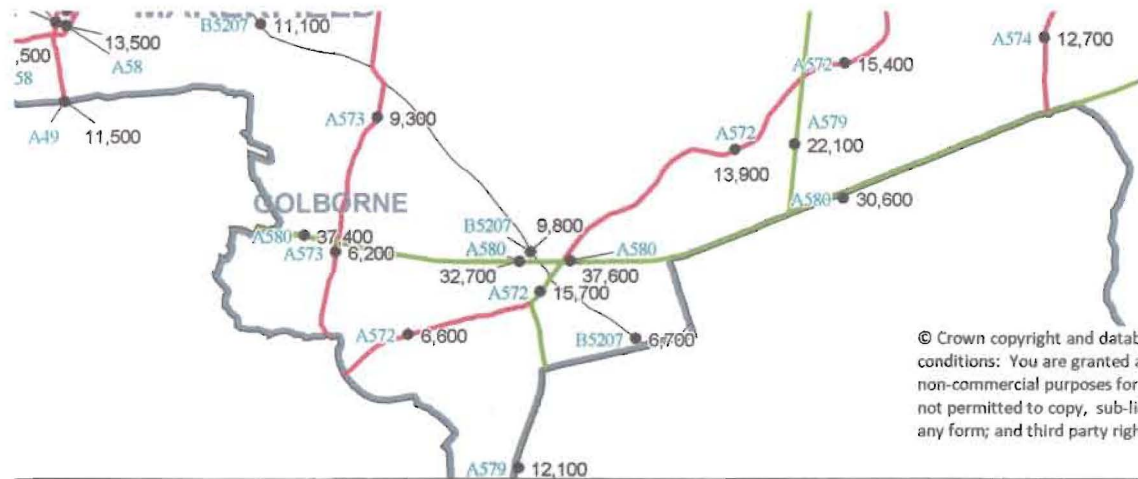 B5207
11,100
13,500
A58
,500
58
A49
11,500
A573
9,300
A572
15,400
A574
12,700
A572
13,900
A579
22,100
GOLBORNE
A580
37,400
A573
6,200
B5207
9,800
A580
32,700
A580
37,600
A580
30,600
A572
15,700
A572
6,600
B5207
6,700
A579
12,100
© Crown copyright and datab
conditions: You are granted a
non-commercial purposes for
not permitted to copy, sub-li
any form; and third party righ